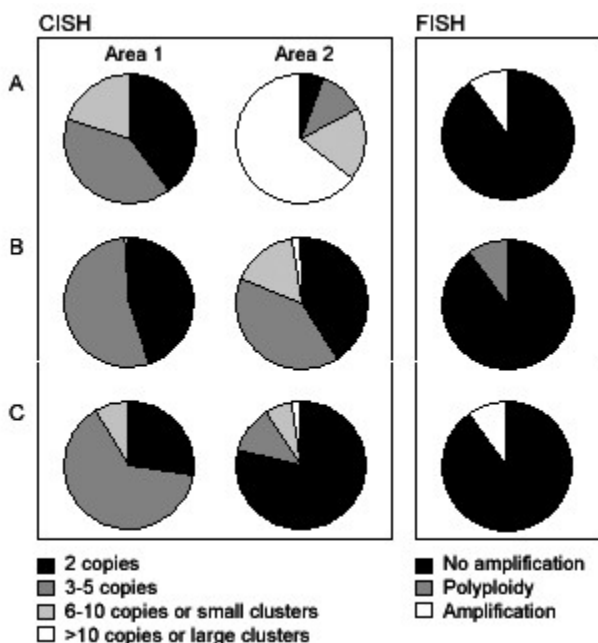 CISH
FISH
Area 1 Area 2
A
B
C
2 copies
3-5 copies
6-10 copies or small clusters
>10 copies or large clusters
No amplification
Polyploidy
Amplification